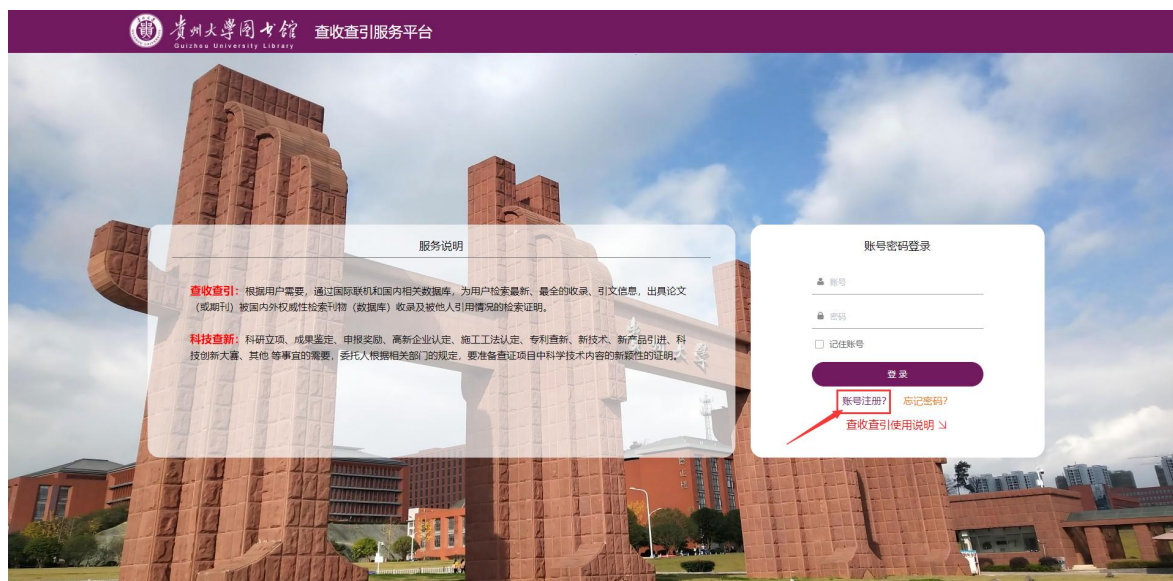 贵州大学图书馆 查收查引服务平台
Guizhou University Library
服务说明
查收查引：根据用户需要，通过国际联机和国内相关数据库，为用户检索最新、最全的收录、引文信息，出具论文
（或期刊）被国内外权威性检索刊物（数据库）收录及被他人引用情况的检索证明。
科技查新：科研立项、成果鉴定、申报奖励、高新企业认定、施工工法认定、专利查新、新技术、新产品引进、科
技创新大赛、其他 等事宜的需要，委托人根据相关部门的规定，要准备查证项目中科学技术内容的新颖性的证明。
账号密码登录
账号
密码
记住账号
登 录
账号注册? 忘记密码?
查收查引使用说明